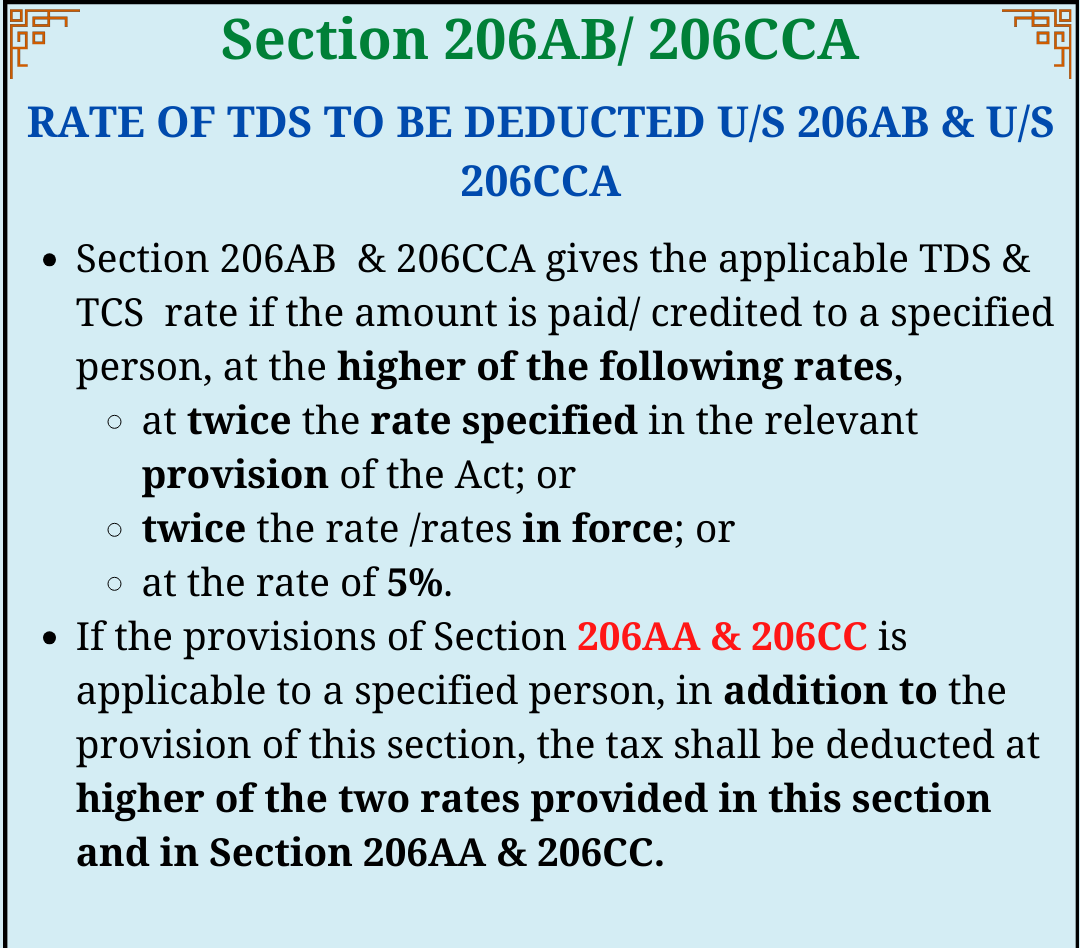 Section 206AB/ 206CCA
RATE OF TDS TO BE DEDUCTED U/S 206AB & U/S
206CCA
• Section 206AB  & 206CCA gives the applicable TDS &
TCS  rate if the amount is paid/ credited to a specified
person, at the higher of the following rates,
○ at twice the rate specified in the relevant
provision of the Act; or
○ twice the rate /rates in force; or
○ at the rate of 5%.
• If the provisions of Section 206AA & 206CC is
applicable to a specified person, in addition to the
provision of this section, the tax shall be deducted at
higher of the two rates provided in this section
and in Section 206AA & 206CC.